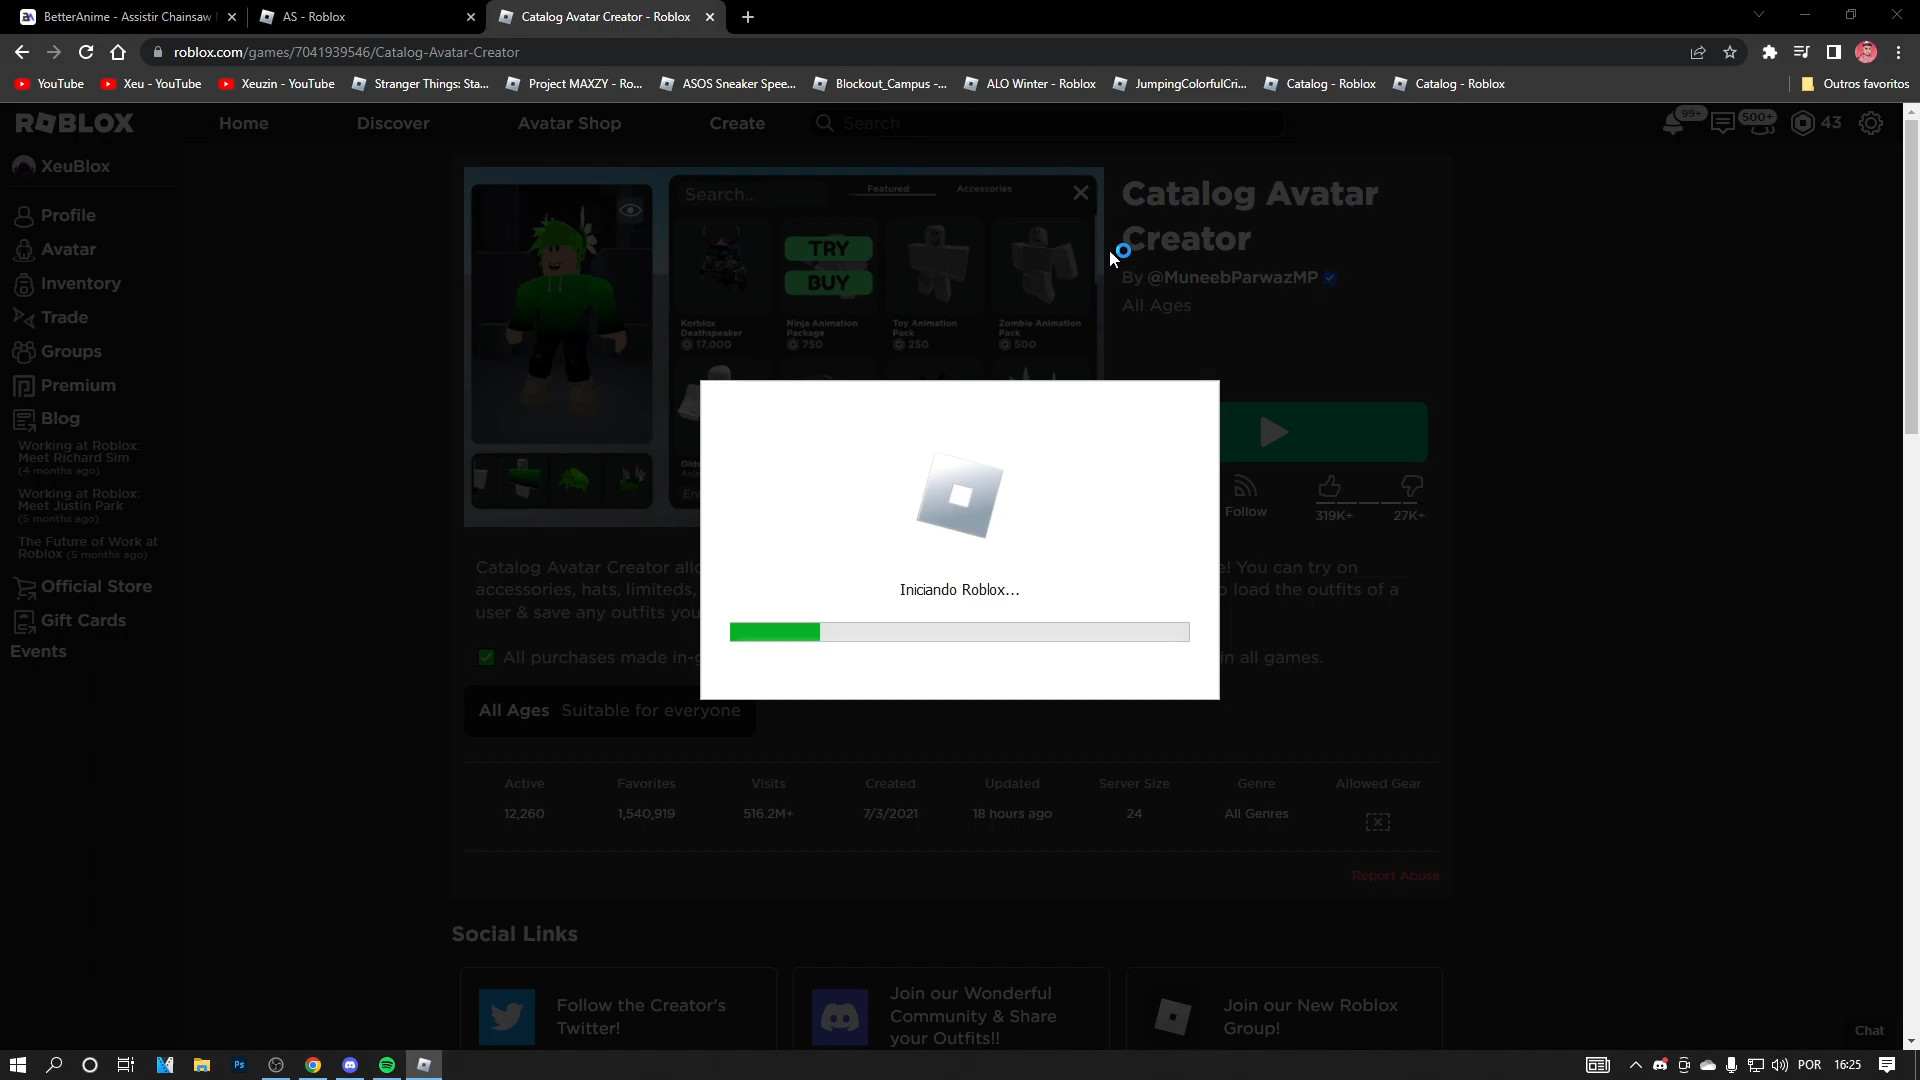 BetterAnime - Assistir Chainsaw
AS - Roblox
Catalog Avatar Creator - Roblox
roblox.com/games/7041939546/Catalog-Avatar-Creator
YouTube
Xeu - YouTube
Xeuzin - YouTube
Stranger Things: Sta...
Project MAXZY - Ro...
ASOS Sneaker Spee...
Blockout_Campus -...
ALO Winter - Roblox
JumpingColorfulCri...
Catalog - Roblox
Catalog - Roblox
Outros favoritos
ROBLOX
Home
Discover
Avatar Shop
Create
Search
99+
500+
43
XeuBlox
Profile
Avatar
Inventory
Trade
Groups
Premium
Blog
Working at Roblox:
Meet Richard Sim
(4 months ago)
Working at Roblox:
Meet Justin Park
(5 months ago)
The Future of Work at
Roblox (5 months ago)
Official Store
Gift Cards
Events
Search..
Featured
Accessories
TRY
BUY
Korblox
Deathspeaker
17,000
Ninja Animation
Package
750
Toy Animation
Pack
250
Zombie Animation
Pack
500
Catalog Avatar
Creator
By @MuneebParwazMP
All Ages
Follow
319K+
27K+
Iniciando Roblox...
Catalog Avatar Creator all
e! You can try on
accessories, hats, limiteds,
o load the outfits of a
user & save any outfits you
All purchases made in-g
in all games.
All Ages Suitable for everyone
Active
Favorites
Visits
Created
Updated
Server Size
Genre
Allowed Gear
12,260
1,540,919
516.2M+
7/3/2021
18 hours ago
24
All Genres
Report Abuse
Social Links
Follow the Creator's
Twitter!
Join our Wonderful
Community & Share
your Outfits!!
Join our New Roblox
Group!
Chat
Ps
POR
16:25